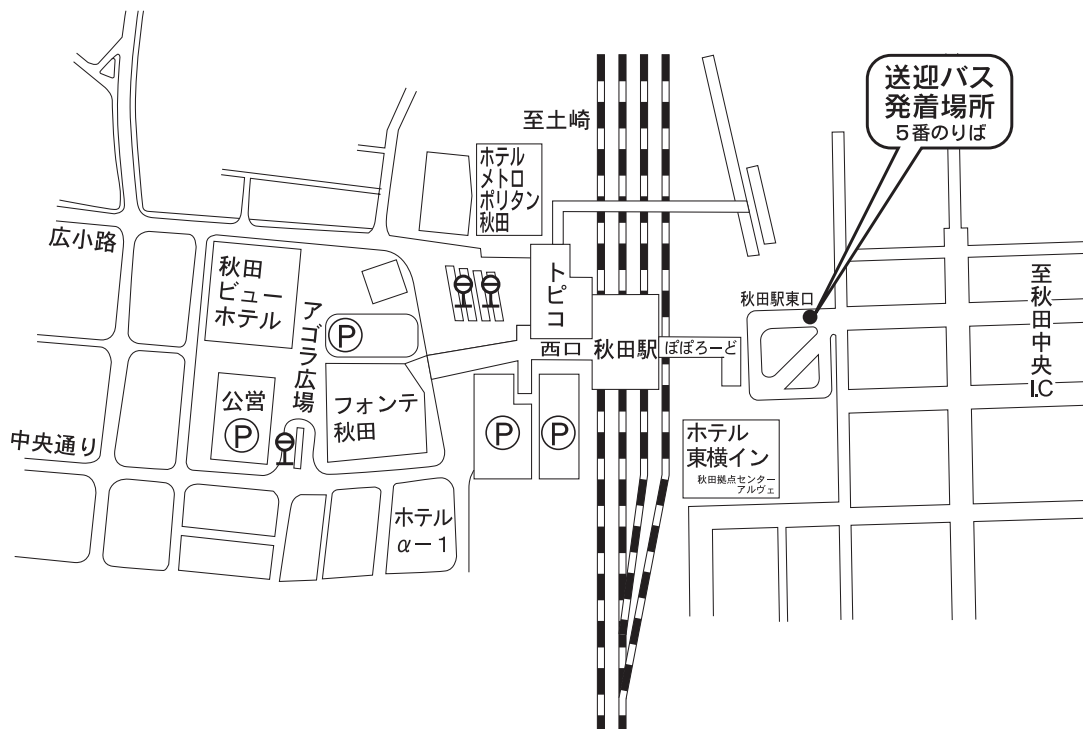 送迎バス
発着場所
5番のりば
至土崎
ホテル
メトロ
ポリタン
秋田
広小路
秋田
ビュー
ホテル
アゴラ広場
トピコ
秋田駅東口
至秋田中央I.C
西口
秋田駅
ぽぽろーど
P
公営
P
フォンテ
秋田
P
P
中央通り
ホテル
東横イン
秋田拠点センター
アルヴェ
ホテル
α−1